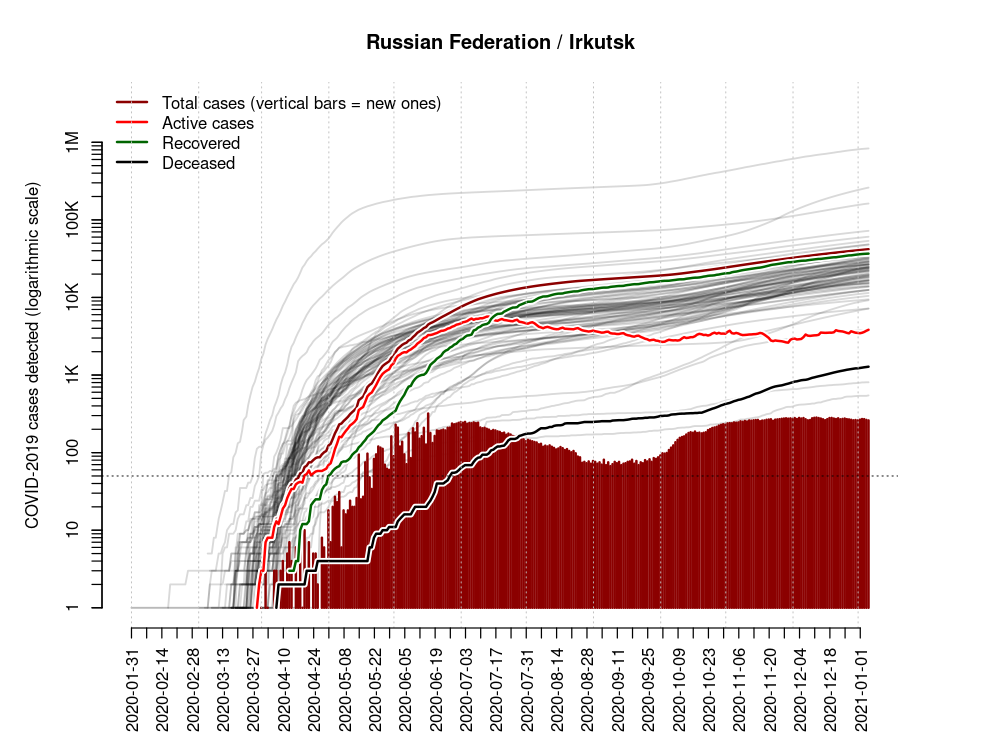 Russian Federation / Irkutsk
Total cases (vertical bars = new ones)
Active cases
Recovered
Deceased
COVID-2019 cases detected (logarithmic scale)
1M
100K
10K
1K
100
10
1
2020-01-31
2020-02-14
2020-02-28
2020-03-13
2020-03-27
2020-04-10
2020-04-24
2020-05-08
2020-05-22
2020-06-05
2020-06-19
2020-07-03
2020-07-17
2020-07-31
2020-08-14
2020-08-28
2020-09-11
2020-09-25
2020-10-09
2020-10-23
2020-11-06
2020-11-20
2020-12-04
2020-12-18
2021-01-01